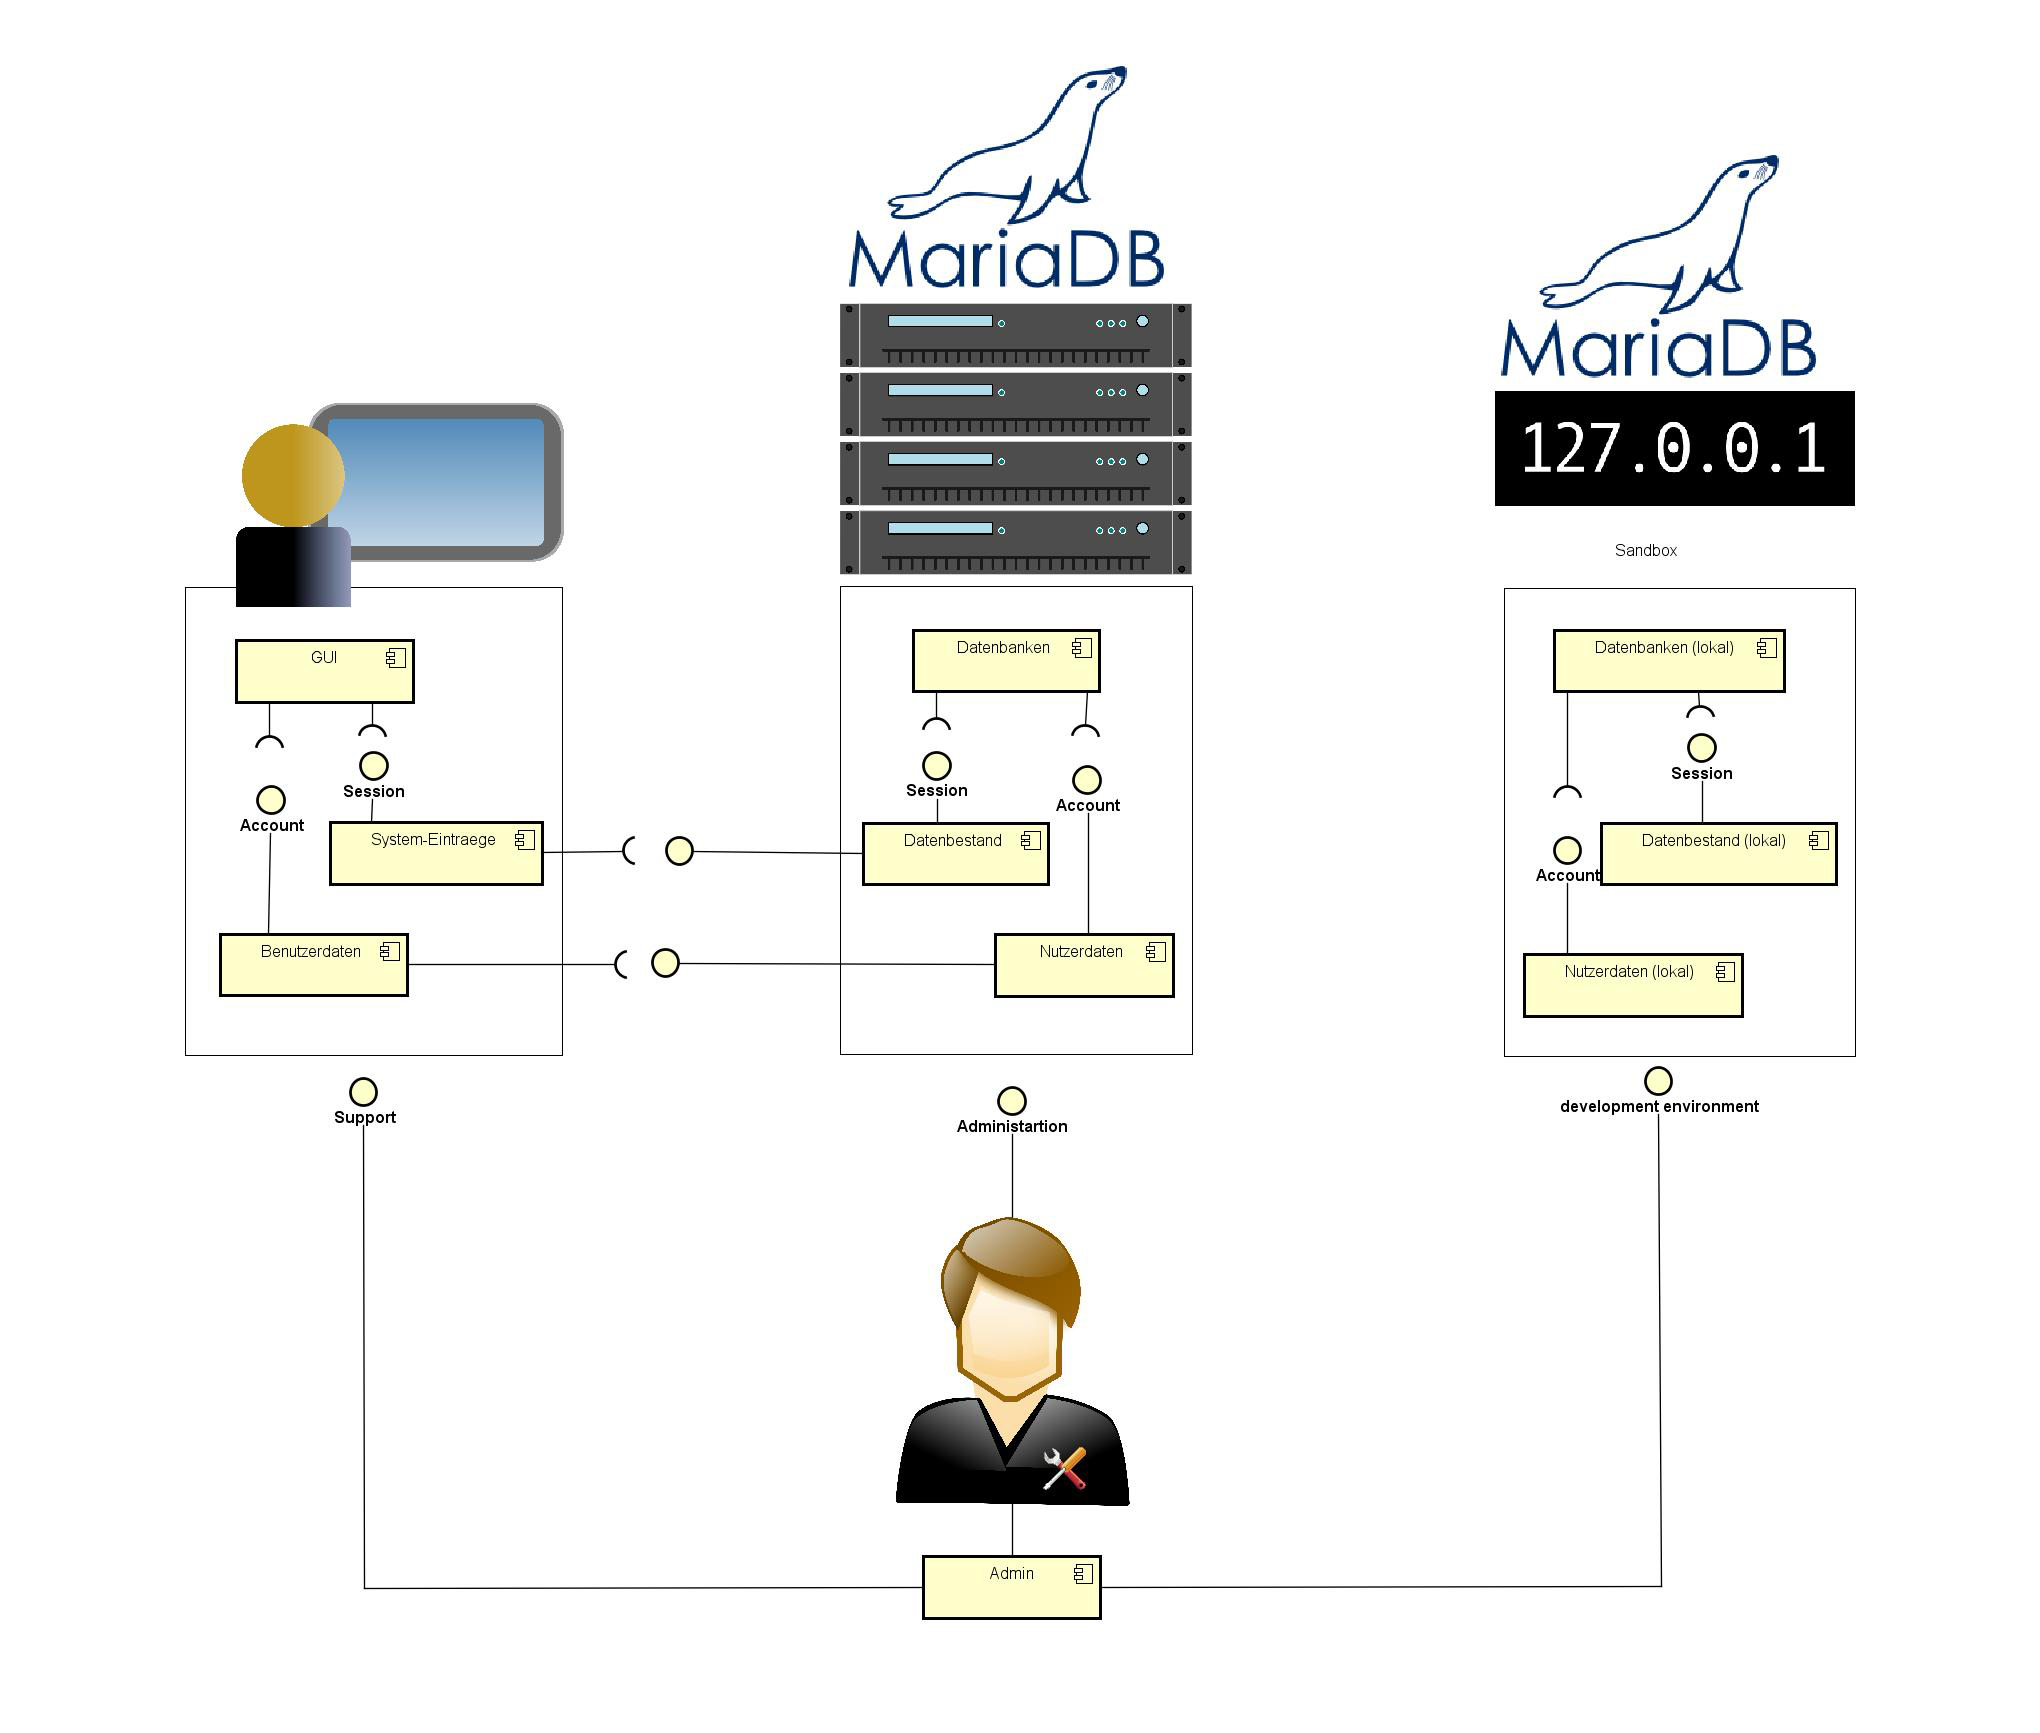 MariaDB
MariaDB
127.0.0.1
Sandbox
GUI
Session
Account
System-Eintraege
Benutzerdaten
Support
Datenbanken
Session
Account
Datenbestand
Nutzerdaten
Administartion
Datenbanken (lokal)
Session
Account
Datenbestand (lokal)
Nutzerdaten (lokal)
development environment
Admin